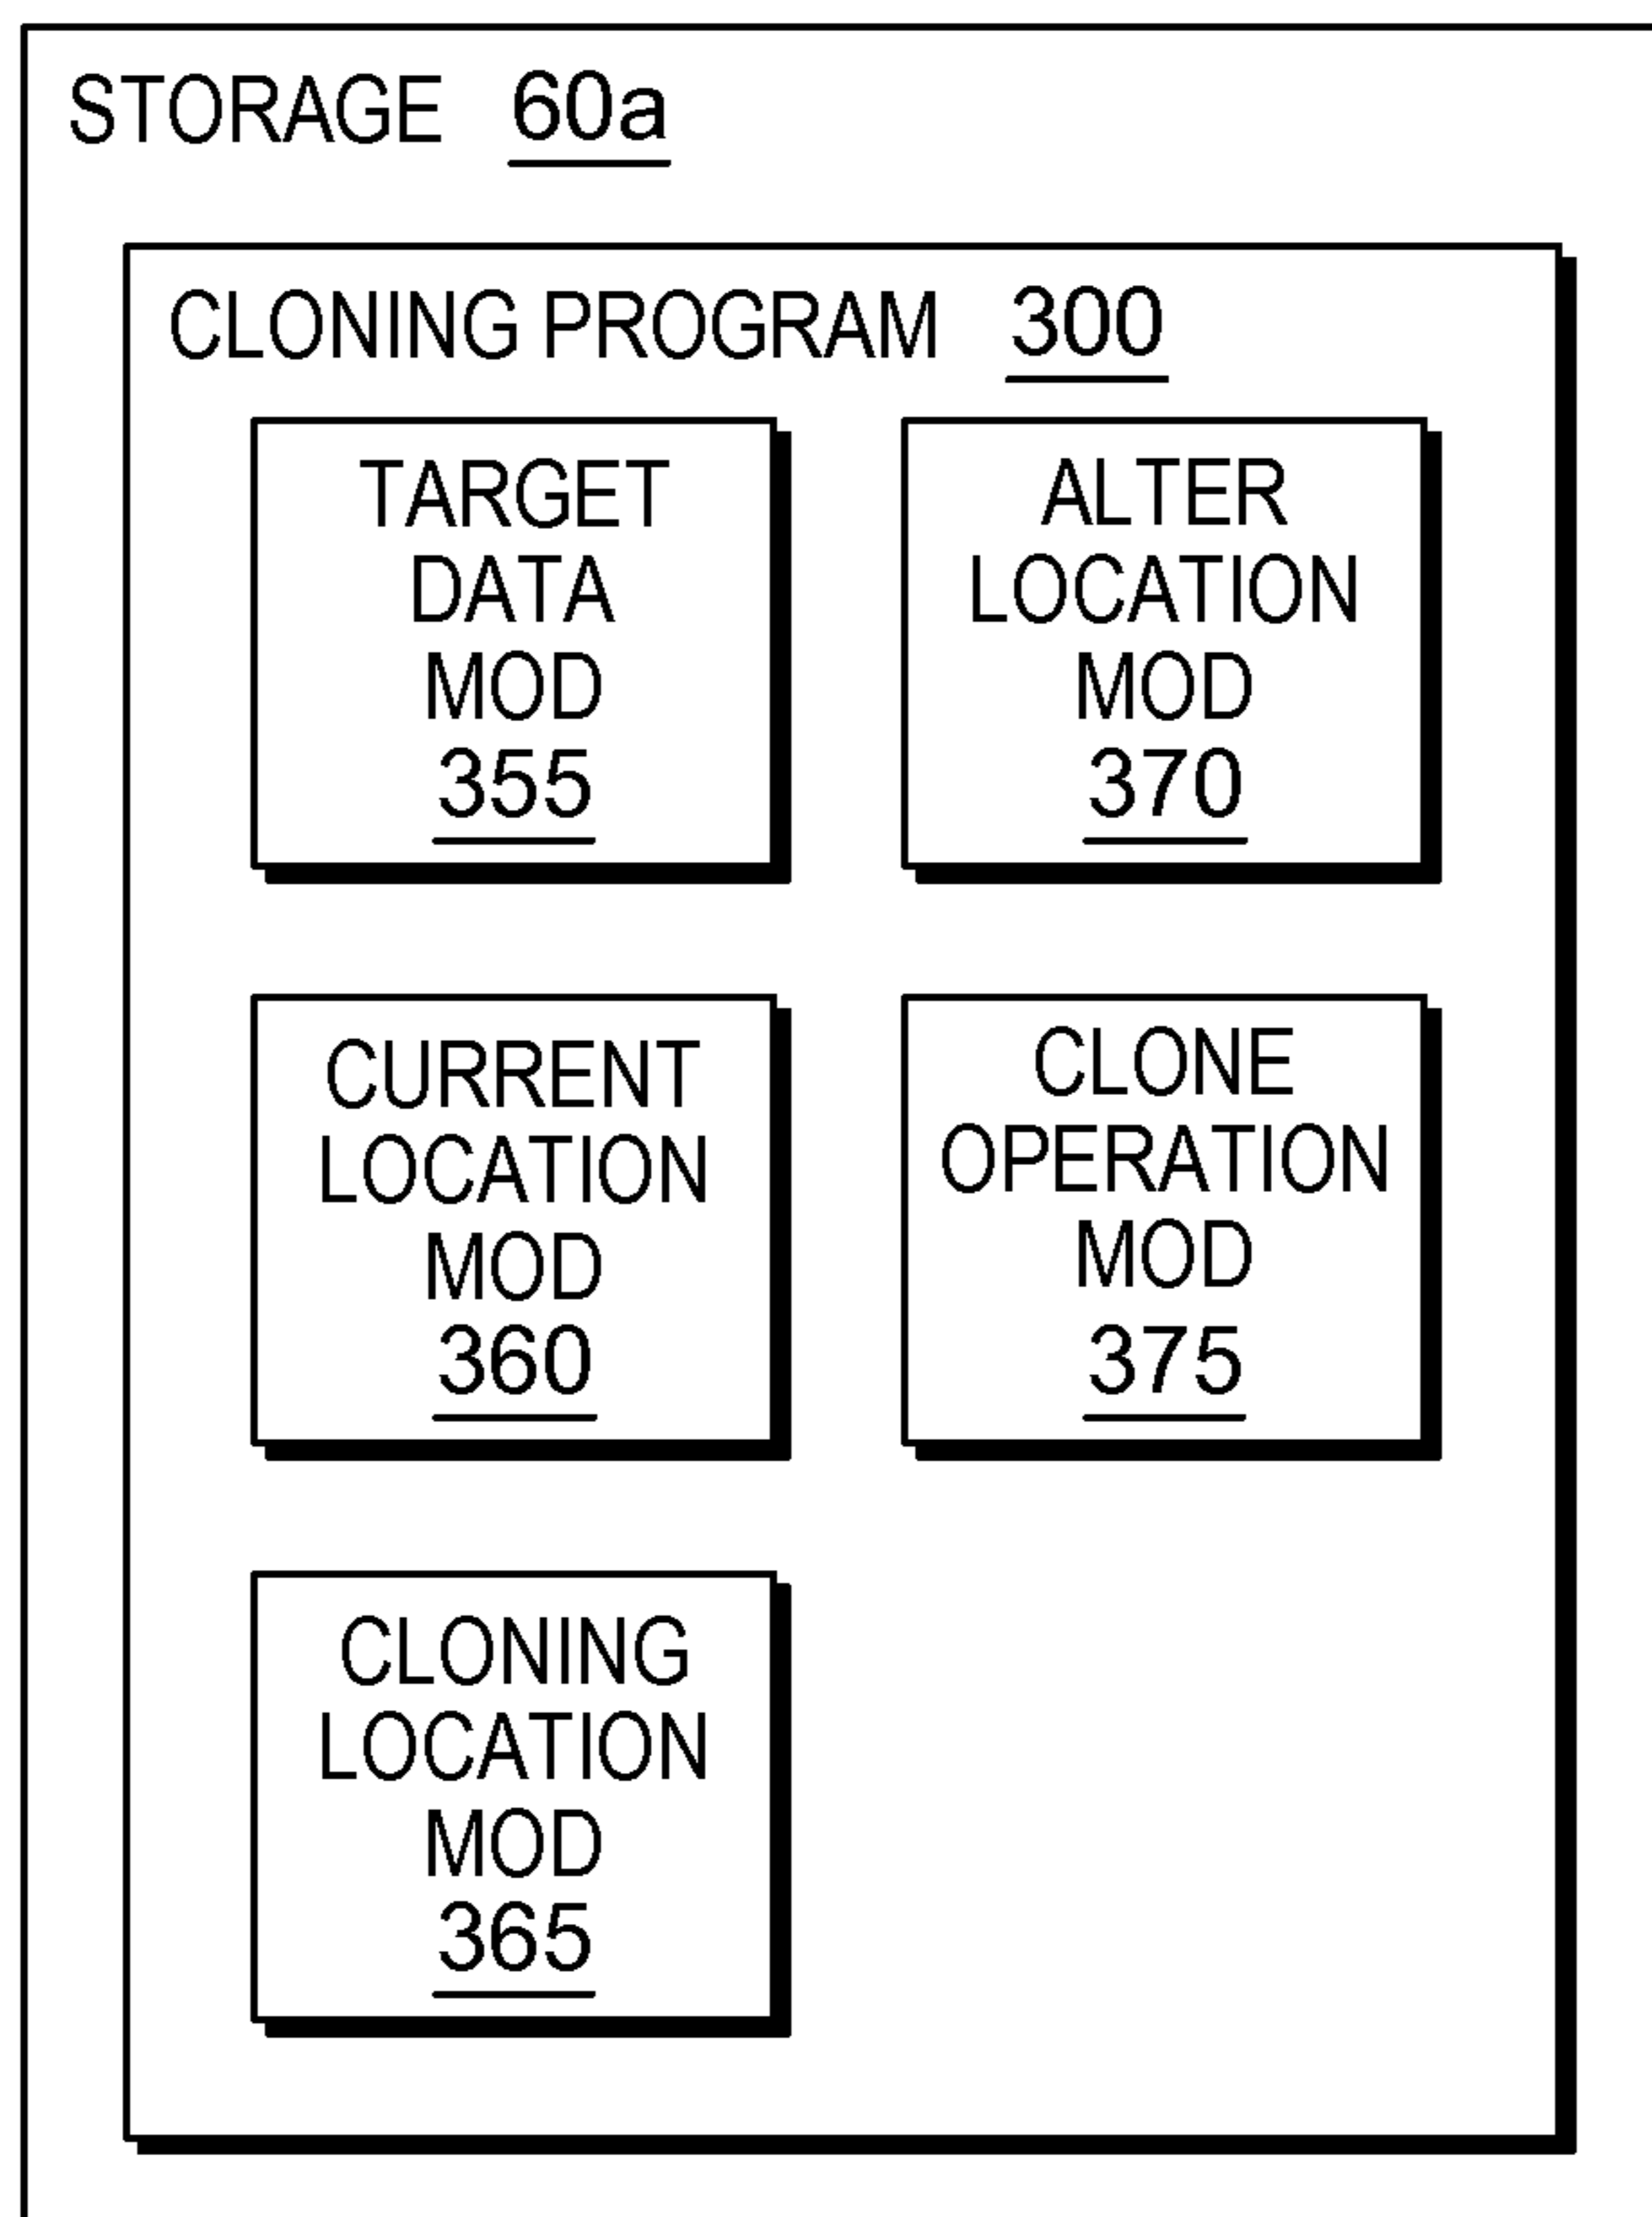 STORAGE 60a
CLONING PROGRAM 300
TARGET
DATA
MOD
355
ALTER
LOCATION
MOD
370
CURRENT
LOCATION
MOD
360
CLONE
OPERATION
MOD
375
CLONING
LOCATION
MOD
365